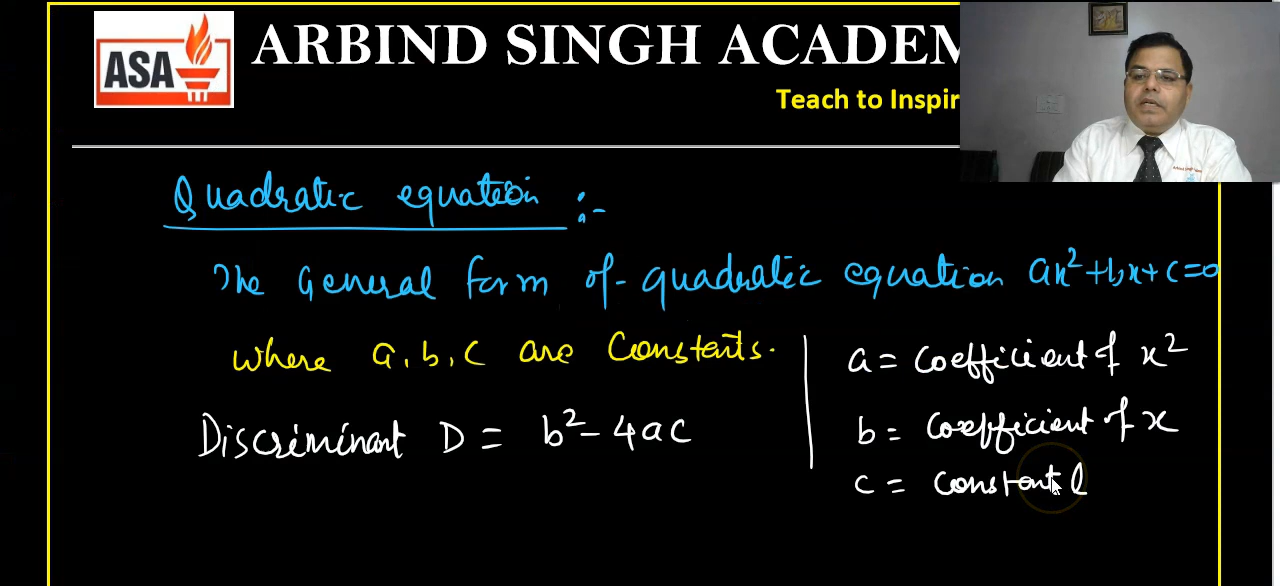 ASA
ARBIND SINGH ACADEM
Teach to Inspir
Quadratic equation :-
The General form of quadratic equation ax²+bx+c=0
where a, b, c are Constants.
Discriminant D = b²-4ac
a = Coefficient of x²
b = Coefficient of x
c = Constant